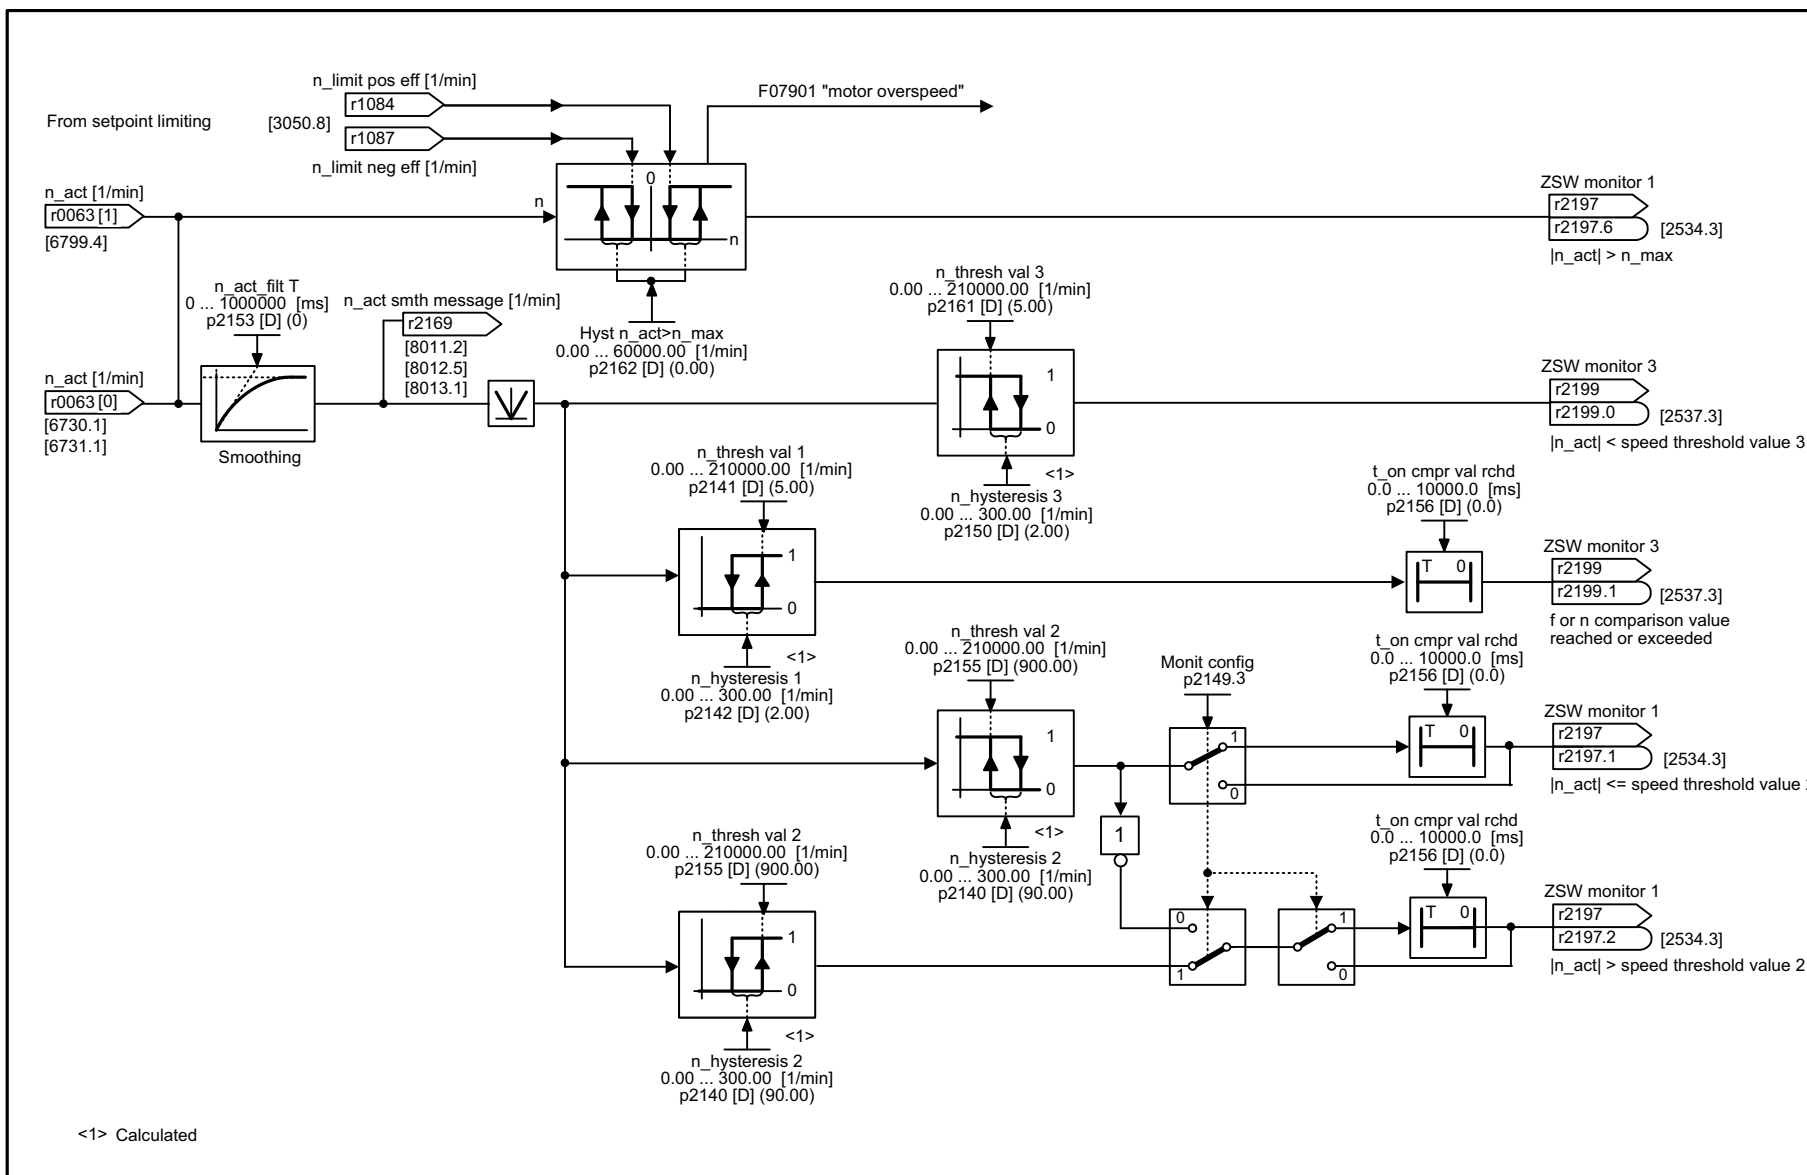 n_limit pos eff [1/min]
r1084
F07901 "motor overspeed"
From setpoint limiting
[3050.8]
r1087
n_limit neg eff [1/min]
0
n
n
n_act [1/min]
r0063 [1]
[6799.4]
ZSW monitor 1
r2197
r2197.6
[2534.3]
|n_act| > n_max
n_act_filt T
0 ... 1000000 [ms]
p2153 [D] (0)
n_act smth message [1/min]
r2169
[8011.2]
[8012.5]
[8013.1]
Hyst n_act>n_max
0.00 ... 60000.00 [1/min]
p2162 [D] (0.00)
n_thresh val 3
0.00 ... 210000.00 [1/min]
p2161 [D] (5.00)
1
0
<1>
n_hysteresis 3
0.00 ... 300.00 [1/min]
p2150 [D] (2.00)
n_act [1/min]
r0063 [0]
[6730.1]
[6731.1]
Smoothing
ZSW monitor 3
r2199
r2199.0
[2537.3]
|n_act| < speed threshold value 3
n_thresh val 1
0.00 ... 210000.00 [1/min]
p2141 [D] (5.00)
1
0
<1>
n_hysteresis 1
0.00 ... 300.00 [1/min]
p2142 [D] (2.00)
t_on cmpr val rchd
0.0 ... 10000.0 [ms]
p2156 [D] (0.0)
T 0
ZSW monitor 3
r2199
r2199.1
[2537.3]
f or n comparison value
reached or exceeded
n_thresh val 2
0.00 ... 210000.00 [1/min]
p2155 [D] (900.00)
1
0
<1>
n_hysteresis 2
0.00 ... 300.00 [1/min]
p2140 [D] (90.00)
Monit config
p2149.3
1
0
1
t_on cmpr val rchd
0.0 ... 10000.0 [ms]
p2156 [D] (0.0)
T 0
ZSW monitor 1
r2197
r2197.1
[2534.3]
|n_act| <= speed threshold value
n_thresh val 2
0.00 ... 210000.00 [1/min]
p2155 [D] (900.00)
1
0
<1>
n_hysteresis 2
0.00 ... 300.00 [1/min]
p2140 [D] (90.00)
0
1
1
0
t_on cmpr val rchd
0.0 ... 10000.0 [ms]
p2156 [D] (0.0)
T 0
ZSW monitor 1
r2197
r2197.2
[2534.3]
|n_act| > speed threshold value 2
<1> Calculated